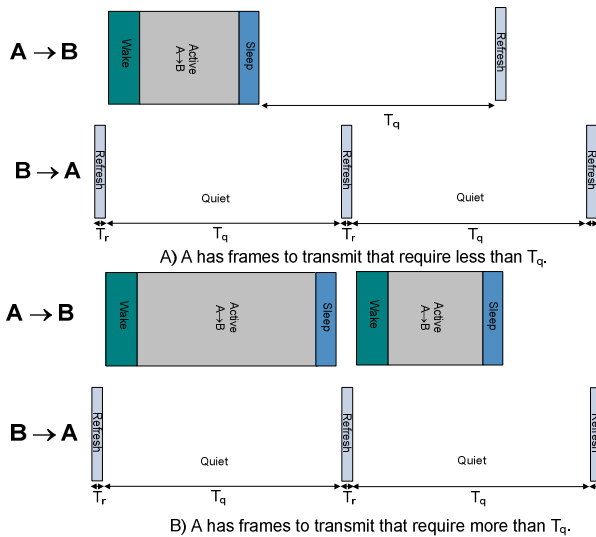 A → B
Wake
Active
A→B
Sleep
Refresh
Tq
B → A
Refresh
Quiet
Refresh
Quiet
Refresh
Tr
Tq
Tr
Tq
A) A has frames to transmit that require less than Tq.
A → B
Wake
Active
A→B
Sleep
Wake
Active
A→B
Sleep
B → A
Refresh
Quiet
Refresh
Quiet
Refresh
Tr
Tq
Tr
Tq
B) A has frames to transmit that require more than Tq.